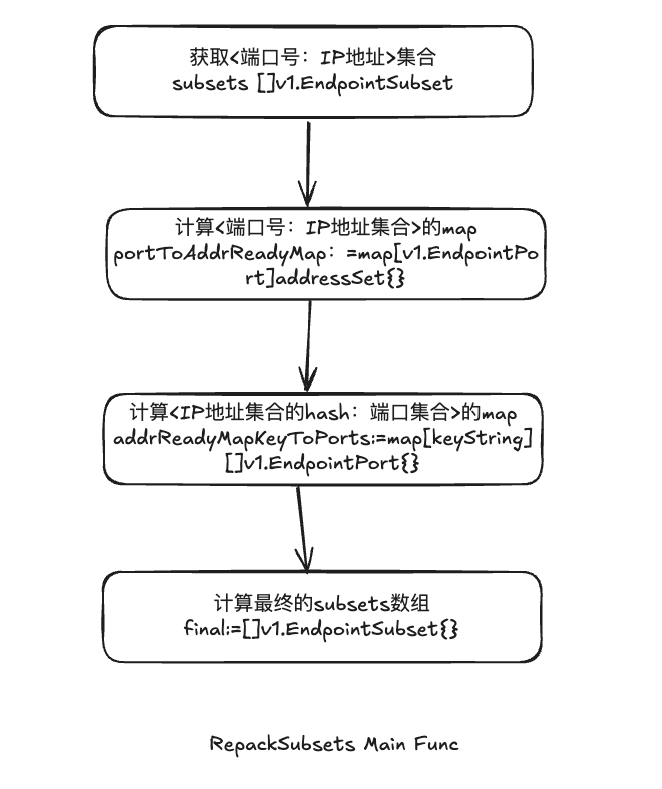 获取<端口号：IP地址>集合
subsets []v1.EndpointSubset
计算<端口号：IP地址集合>的map
portToAddrReadyMap：=map[v1.EndpointPo
rt]addressSet{}
计算<IP地址集合的hash：端口集合>的map
addrReadyMapKeyToPorts:=map[keyString]
[]v1.EndpointPort{}
计算最终的subsets数组
final:=[]v1.EndpointSubset{}
RepackSubsets Main Func